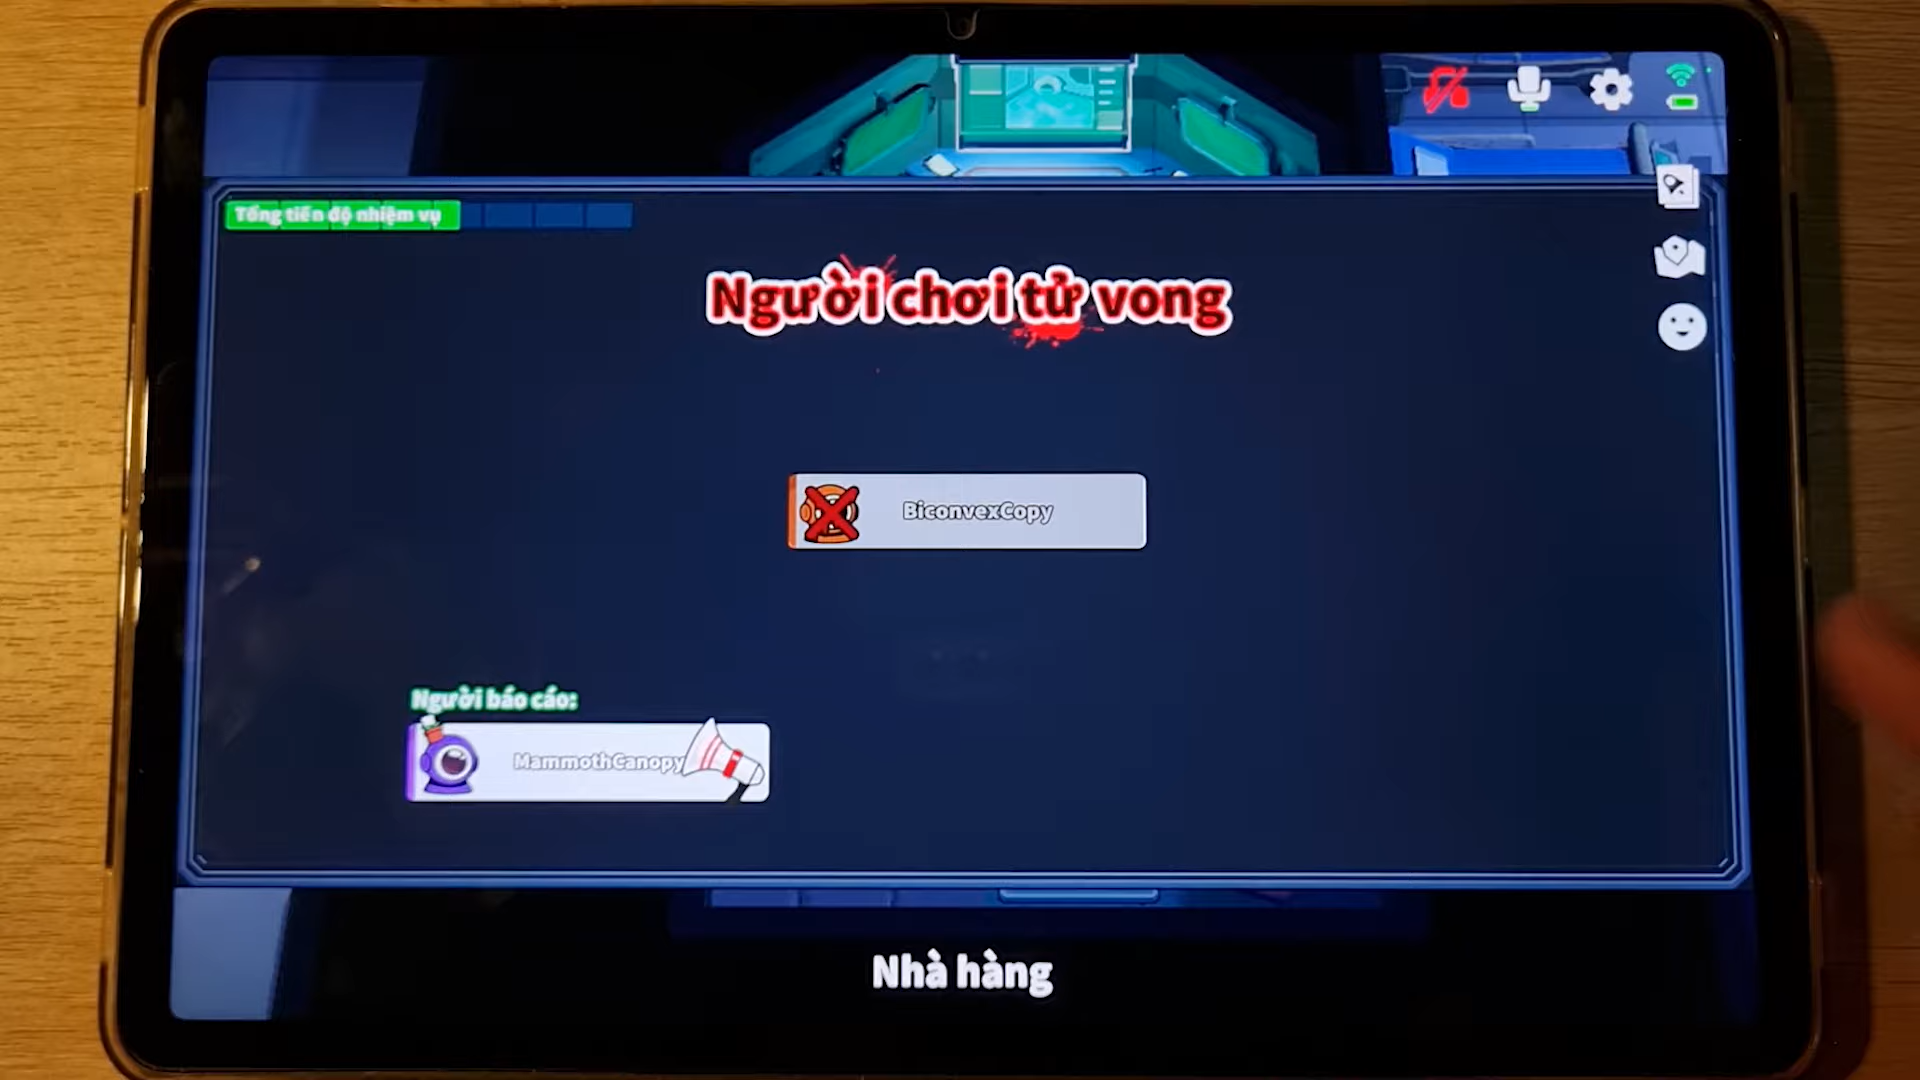 Tổng tiến độ nhiệm vụ
Người chơi tử vong
BiconvexCopy
Người báo cáo:
MammothCanopy
Nhà hàng